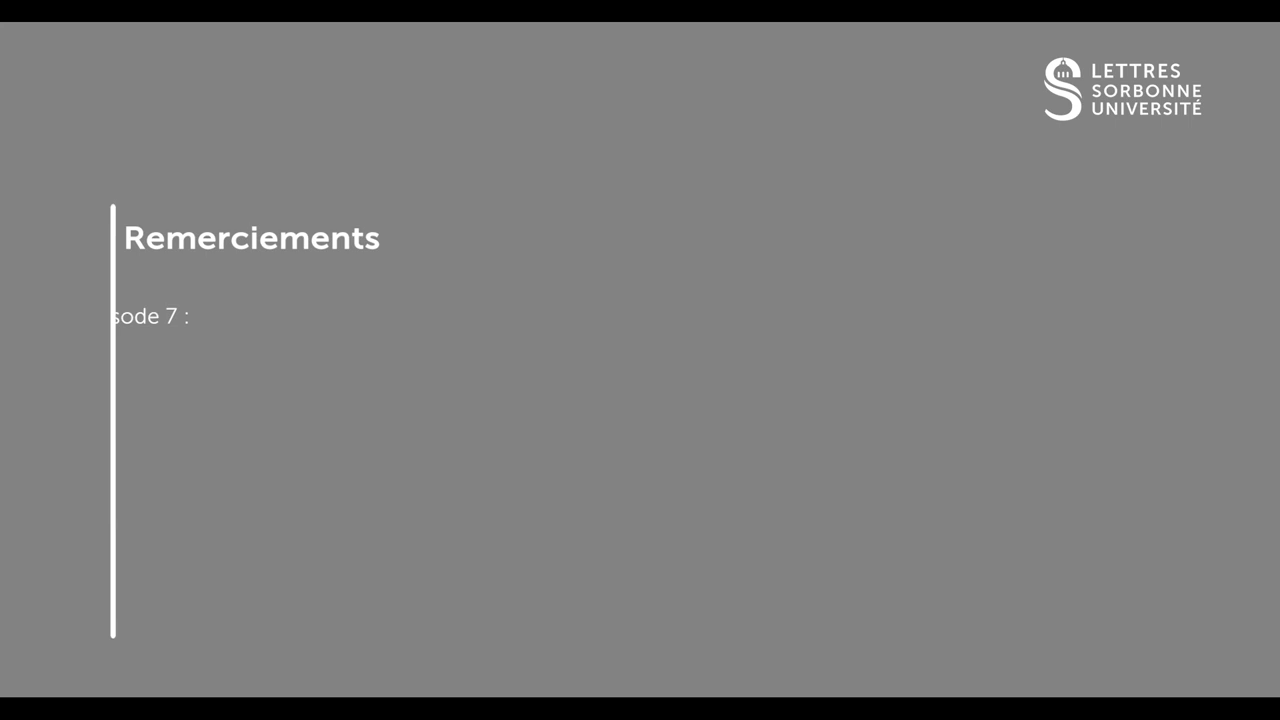 LETTRES
SORBONNE
UNIVERSITÉ
Remerciements
sode 7 :